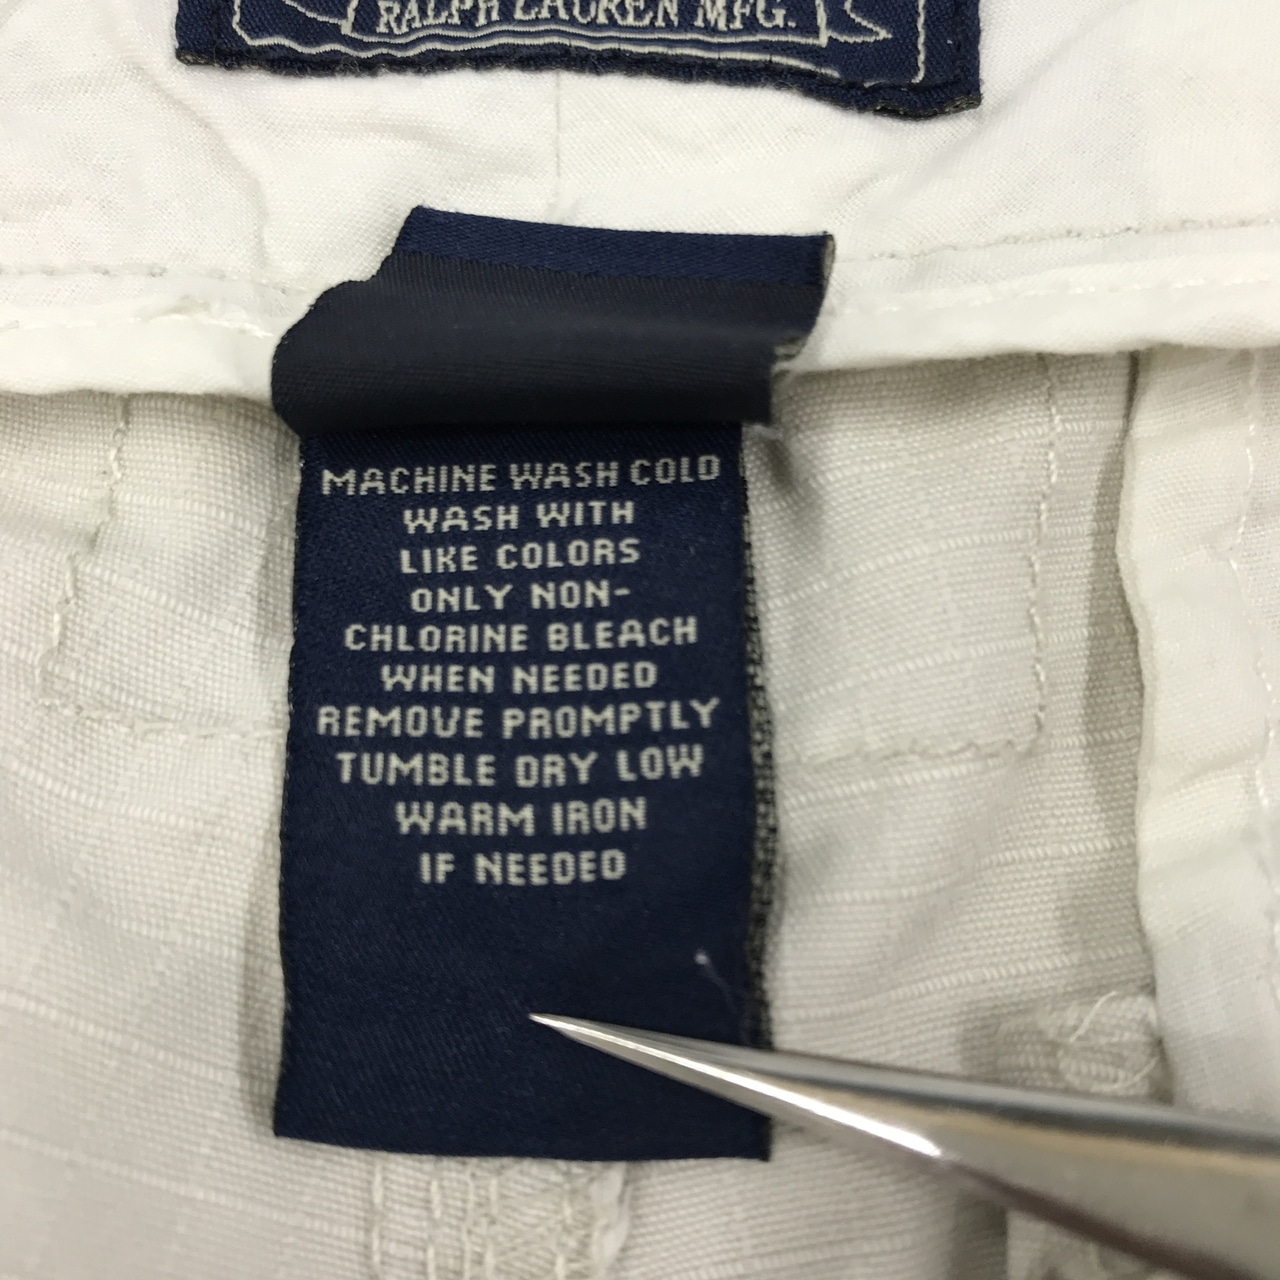 RALPH LAUREN MFG.
MACHINE WASH COLD
WASH WITH
LIKE COLORS
ONLY NON-
CHLORINE BLEACH
WHEN NEEDED
REMOVE PROMPTLY
TUMBLE DRY LOW
WARM IRON
IF NEEDED